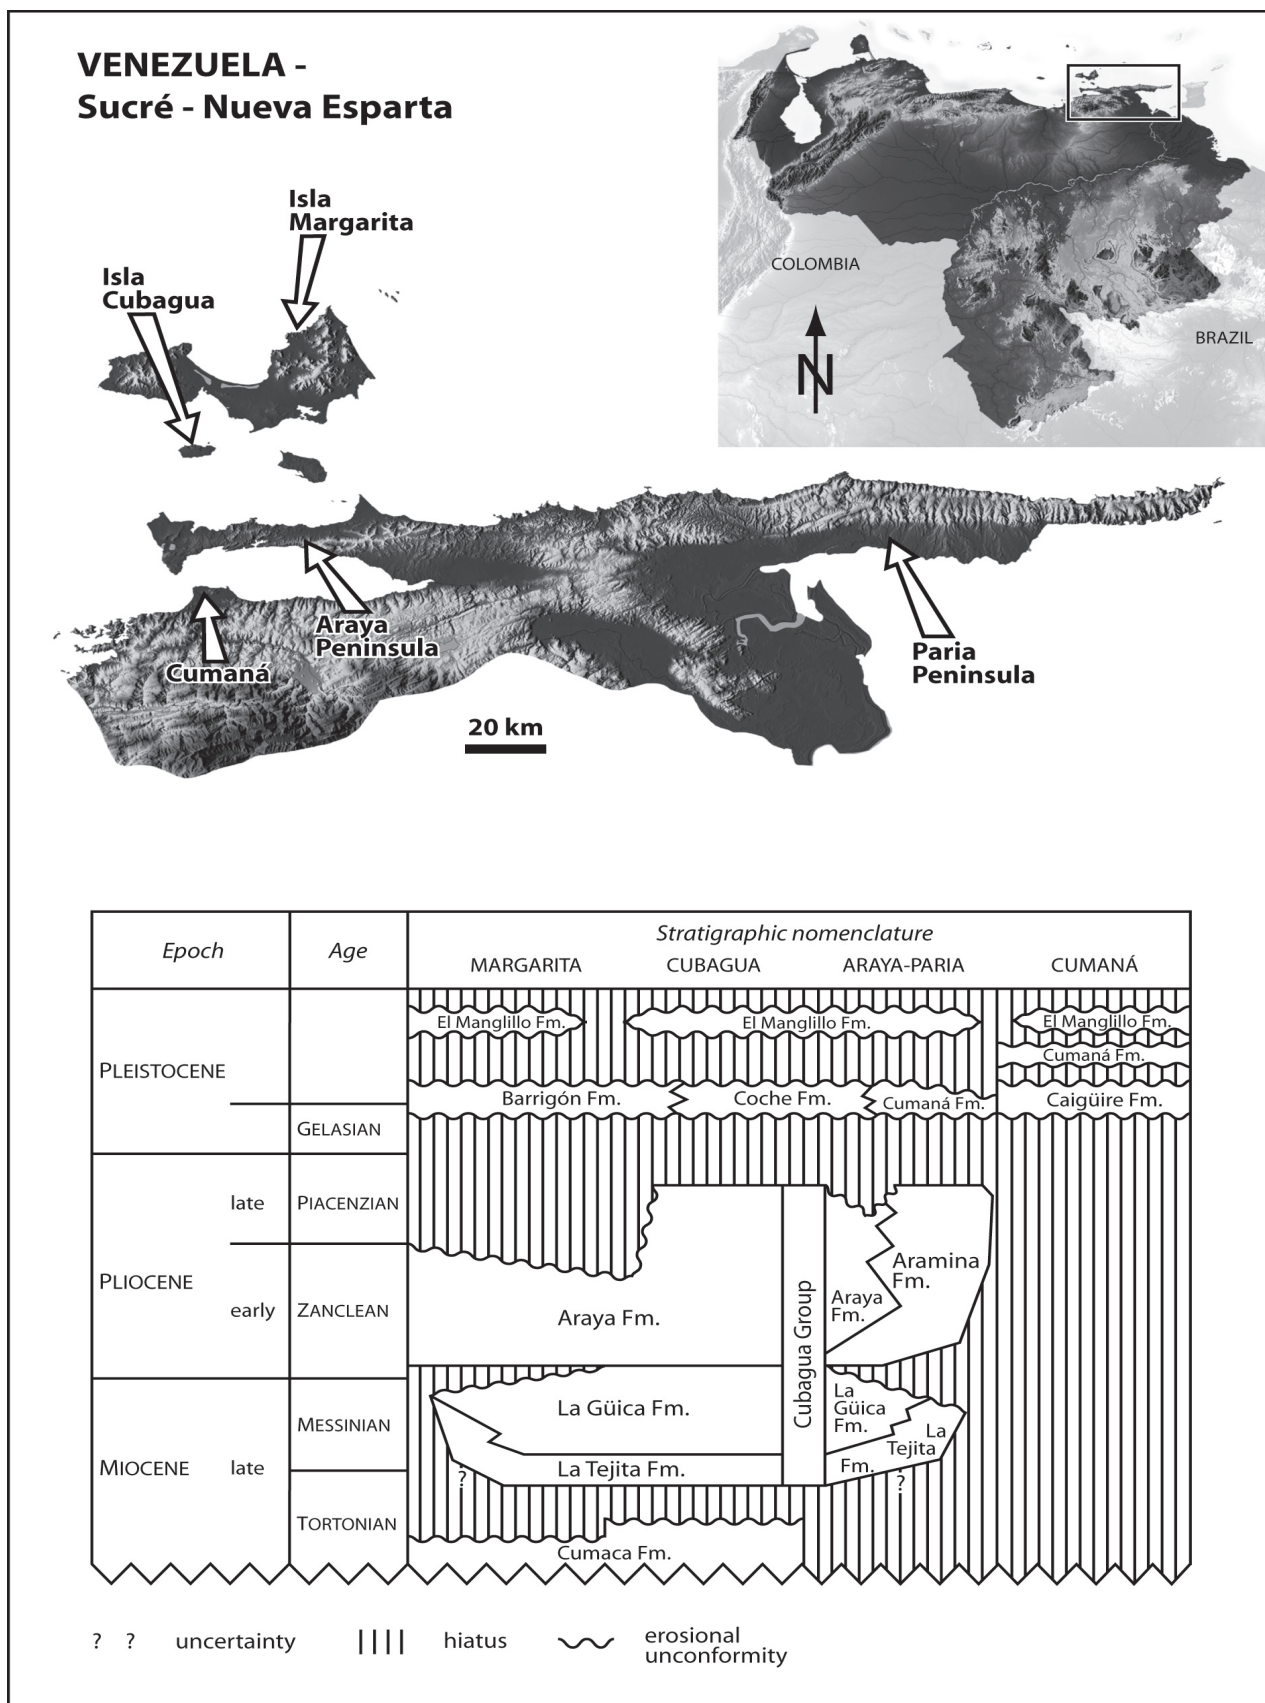 VENEZUELA -
Sucré - Nueva Esparta
Isla
Margarita
Isla
Cubagua
COLOMBIA
N
BRAZIL
Araya
Peninsula
Cumaná
Paria
Peninsula
20 km
Epoch
Age
Stratigraphic nomenclature
MARGARITA
CUBAGUA
ARAYA-PARIA
CUMANÁ
El Manglillo Fm.
El Manglillo Fm.
El Manglillo Fm.
Cumaná Fm.
PLEISTOCENE
Barrigón Fm.
Coche Fm.
Cumaná Fm.
Caigüire Fm.
GELASIAN
late
PIACENZIAN
PLIOCENE
early
ZANCLEAN
Araya Fm.
Cubagua Group
Araya
Fm.
Aramina
Fm.
MESSINIAN
La Güica Fm.
La
Güica
Fm.
La
Tejita
Fm.
MIOCENE
late
La Tejita Fm.
?
?
TORTONIAN
Cumaca Fm.
? ? uncertainty
hiatus
erosional
unconformity